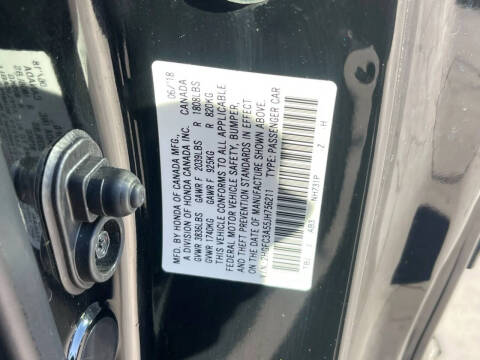 MFD. BY HONDA OF CANADA MFG., 06/18
A DIV. OF HONDA CANADA INC. CANADA
GVWR 3836LBS GAWR F 2039LBS R 1808LBS
GVWR 1740KG GAWR F 925KG R 820KG
THIS VEHICLE CONFORMS TO ALL APPLICABLE
FEDERAL MOTOR VEHICLE SAFETY, BUMPER,
AND THEFT PREVENTION STANDARDS IN EFFECT
ON THE DATE OF MANUFACTURE SHOWN ABOVE.
TYPE: PASSENGER CAR
NH731P Z H